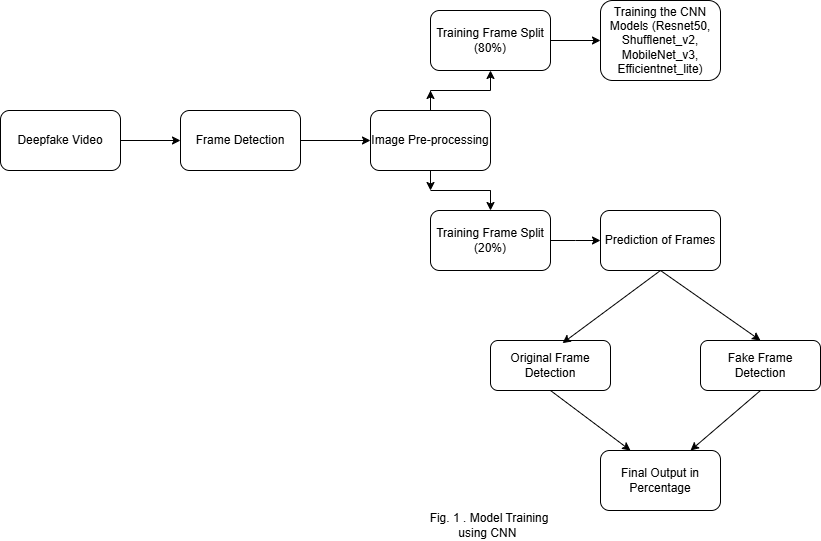 Training Frame Split
(80%)
Training the CNN
Models (Resnet50,
Shufflenet_v2,
MobileNet_v3,
Efficientnet_lite)
Deepfake Video
Frame Detection
Image Pre-processing
Training Frame Split
(20%)
Prediction of Frames
Original Frame
Detection
Fake Frame
Detection
Final Output in
Percentage
Fig. 1 . Model Training
using CNN